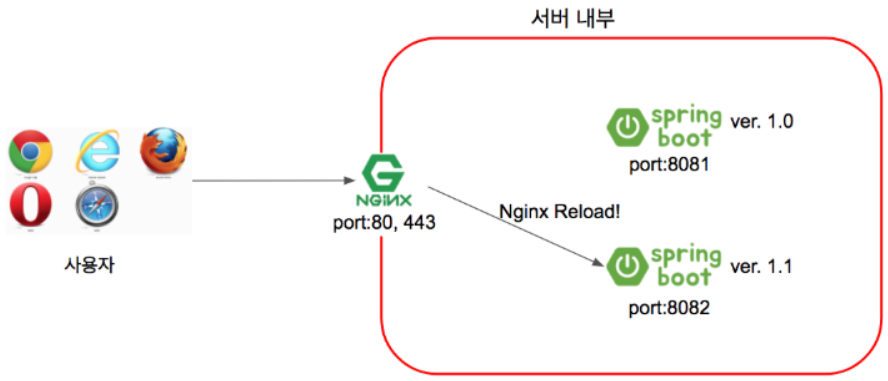 서버 내부
spring boot
ver. 1.0
port:8081
NGINX
port:80, 443
Nginx Reload!
spring boot
ver. 1.1
port:8082
사용자